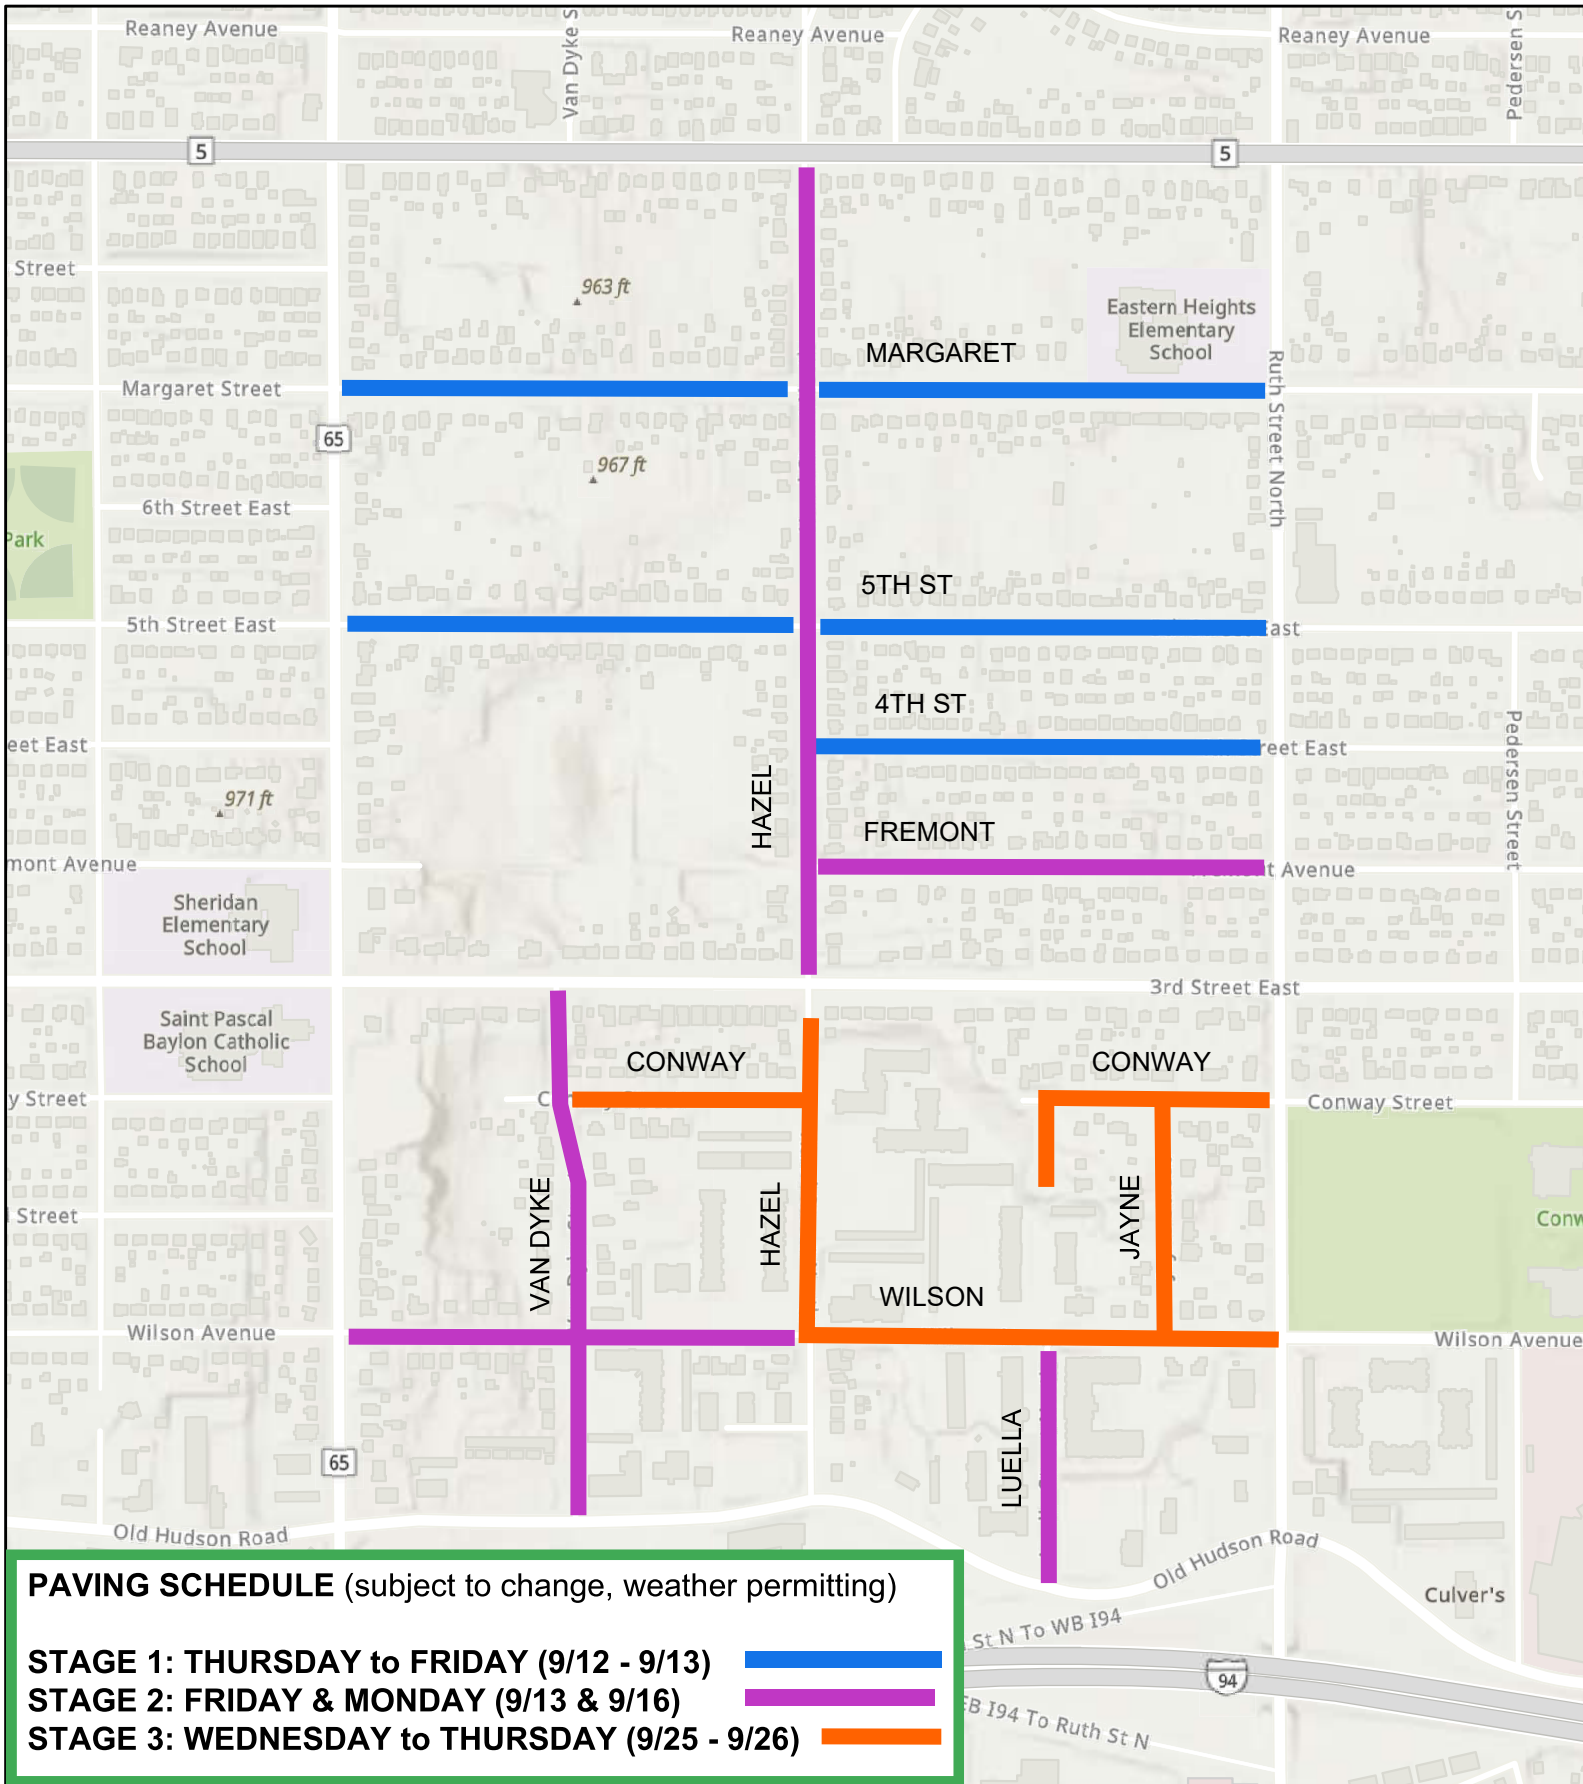 Reaney Avenue
Van Dyke S
Reaney Avenue
Reaney Avenue
Pedersen S
5
5
Street
963 ft
Eastern Heights
Elementary
School
MARGARET
Margaret Street
Ruth Street North
65
967 ft
6th Street East
Park
5TH ST
5th Street East
East
4TH ST
eet East
reet East
Pedersen Street
HAZEL
971 ft
FREMONT
mont Avenue
t Avenue
Sheridan
Elementary
School
3rd Street East
Saint Pascal
Baylon Catholic
School
CONWAY
CONWAY
y Street
Conway Street
VAN DYKE
HAZEL
JAYNE
Street
Conw
WILSON
Wilson Avenue
Wilson Avenue
LUELLA
65
Old Hudson Road
Old Hudson Road
Culver's
St N To WB I94
94
EB I94 To Ruth St N
PAVING SCHEDULE (subject to change, weather permitting)
STAGE 1: THURSDAY to FRIDAY (9/12 - 9/13)
STAGE 2: FRIDAY & MONDAY (9/13 & 9/16)
STAGE 3: WEDNESDAY to THURSDAY (9/25 - 9/26)